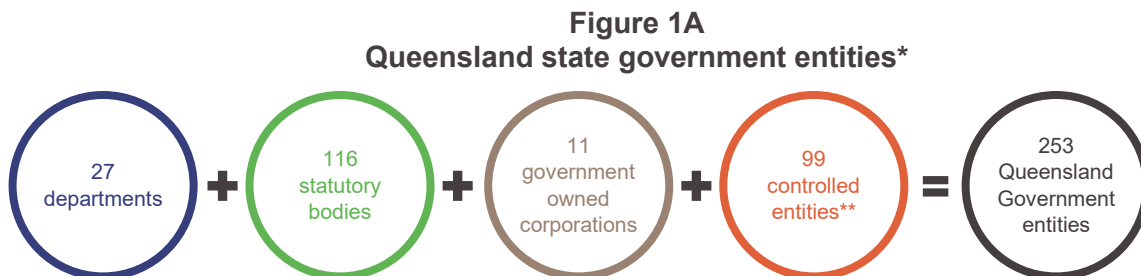 Figure 1A
Queensland state government entities*
27
departments
+
116
statutory
bodies
+
11
government
owned
corporations
+
99
controlled
entities**
=
253
Queensland
Government
entities